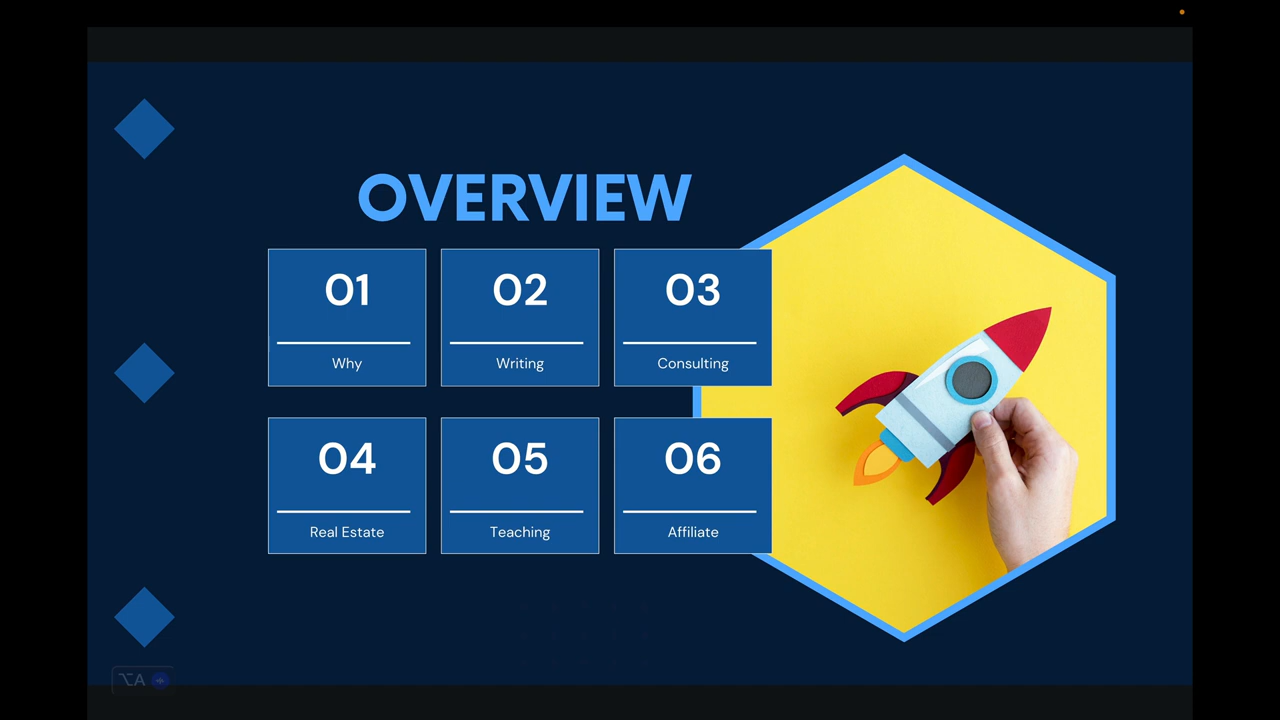 OVERVIEW
01
Why
02
Writing
03
Consulting
04
Real Estate
05
Teaching
06
Affiliate
⌥A